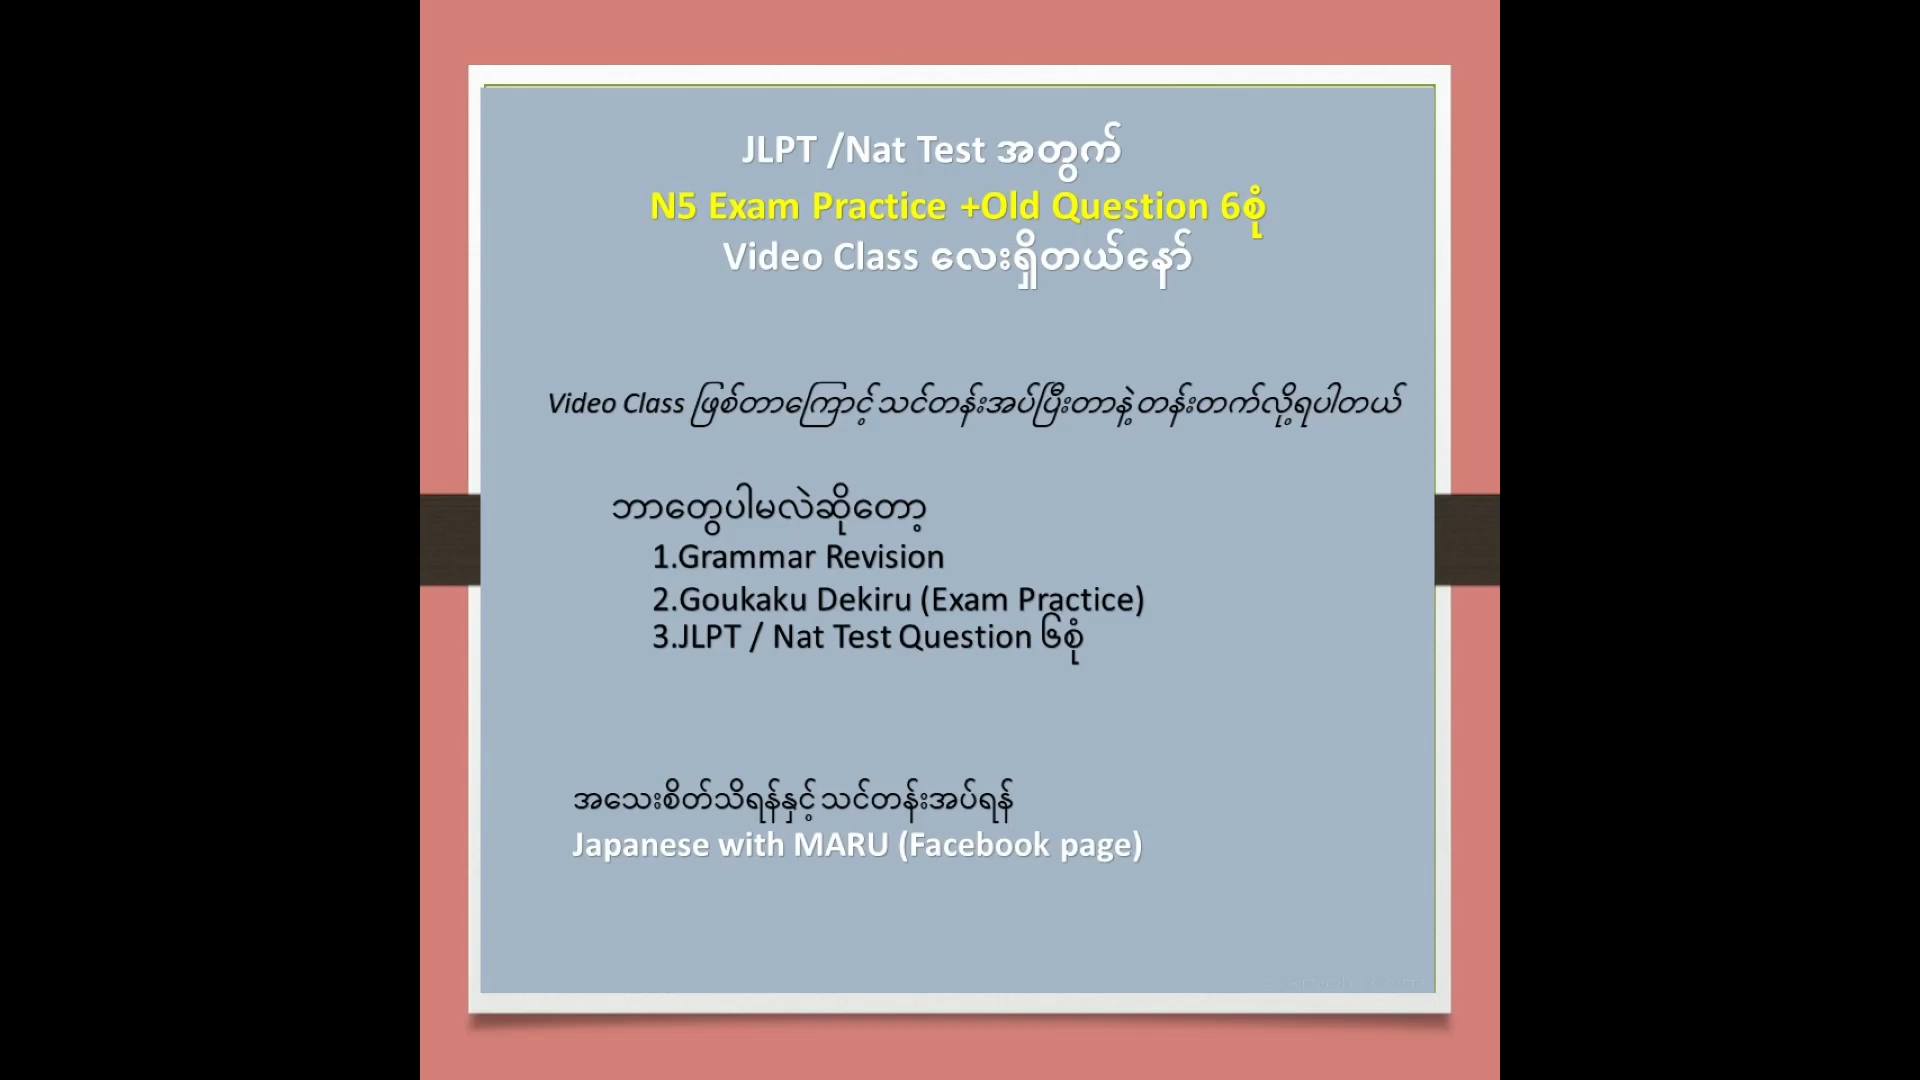 JLPT /Nat Test အတွက်
N5 Exam Practice +Old Question 6စုံ
Video Class လေးရှိတယ်နော်
Video Class ဖြစ်တာကြောင့် သင်တန်းအပ်ပြီးတာနဲ့ တန်းတက်လို့ရပါတယ်
ဘာတွေပါမလဲဆိုတော့
1.Grammar Revision
2.Goukaku Dekiru (Exam Practice)
3.JLPT / Nat Test Question ၆စုံ
အသေးစိတ်သိရန်နှင့် သင်တန်းအပ်ရန်
Japanese with MARU (Facebook page)